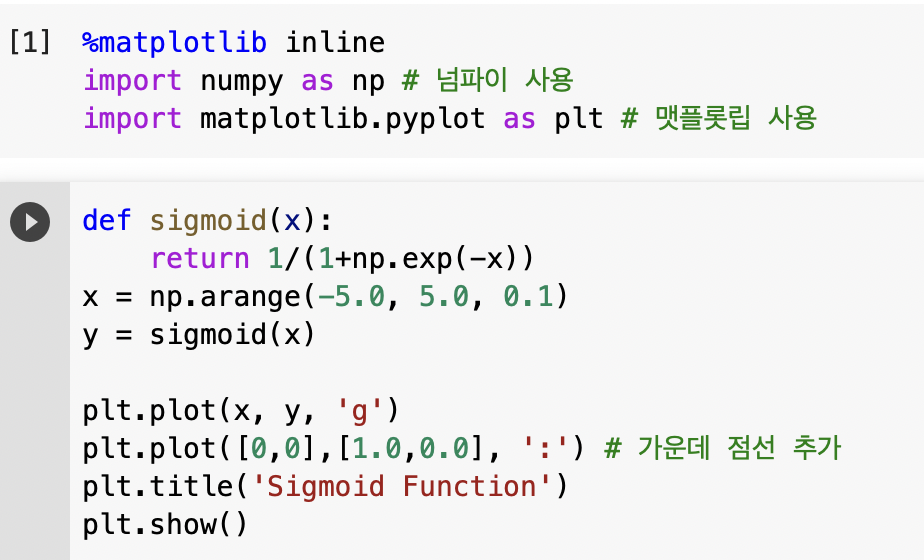 [1] %matplotlib inline
import numpy as np # 넘파이 사용
import matplotlib.pyplot as plt # 맷플롯립 사용
def sigmoid(x):
    return 1/(1+np.exp(-x))
x = np.arange(-5.0, 5.0, 0.1)
y = sigmoid(x)

plt.plot(x, y, 'g')
plt.plot([0,0],[1.0,0.0], ':') # 가운데 점선 추가
plt.title('Sigmoid Function')
plt.show()